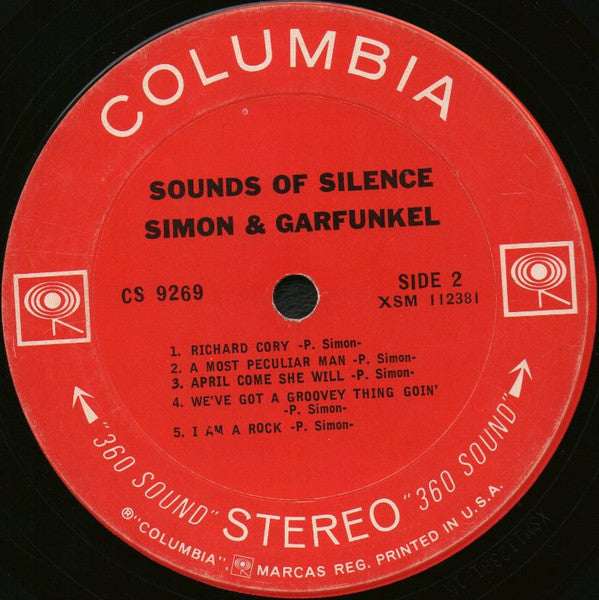 COLUMBIA
SOUNDS OF SILENCE
SIMON & GARFUNKEL
CS 9269
SIDE 2
XSM 112381
1. RICHARD CORY -P. Simon-
2. A MOST PECULIAR MAN -P. Simon-
3. APRIL COME SHE WILL -P. Simon-
4. WE'VE GOT A GROOVEY THING GOIN'
-P. Simon-
5. I AM A ROCK -P. Simon-
"360 SOUND" STEREO "360 SOUND"
®"COLUMBIA", MARCAS REG. PRINTED IN U.S.A.